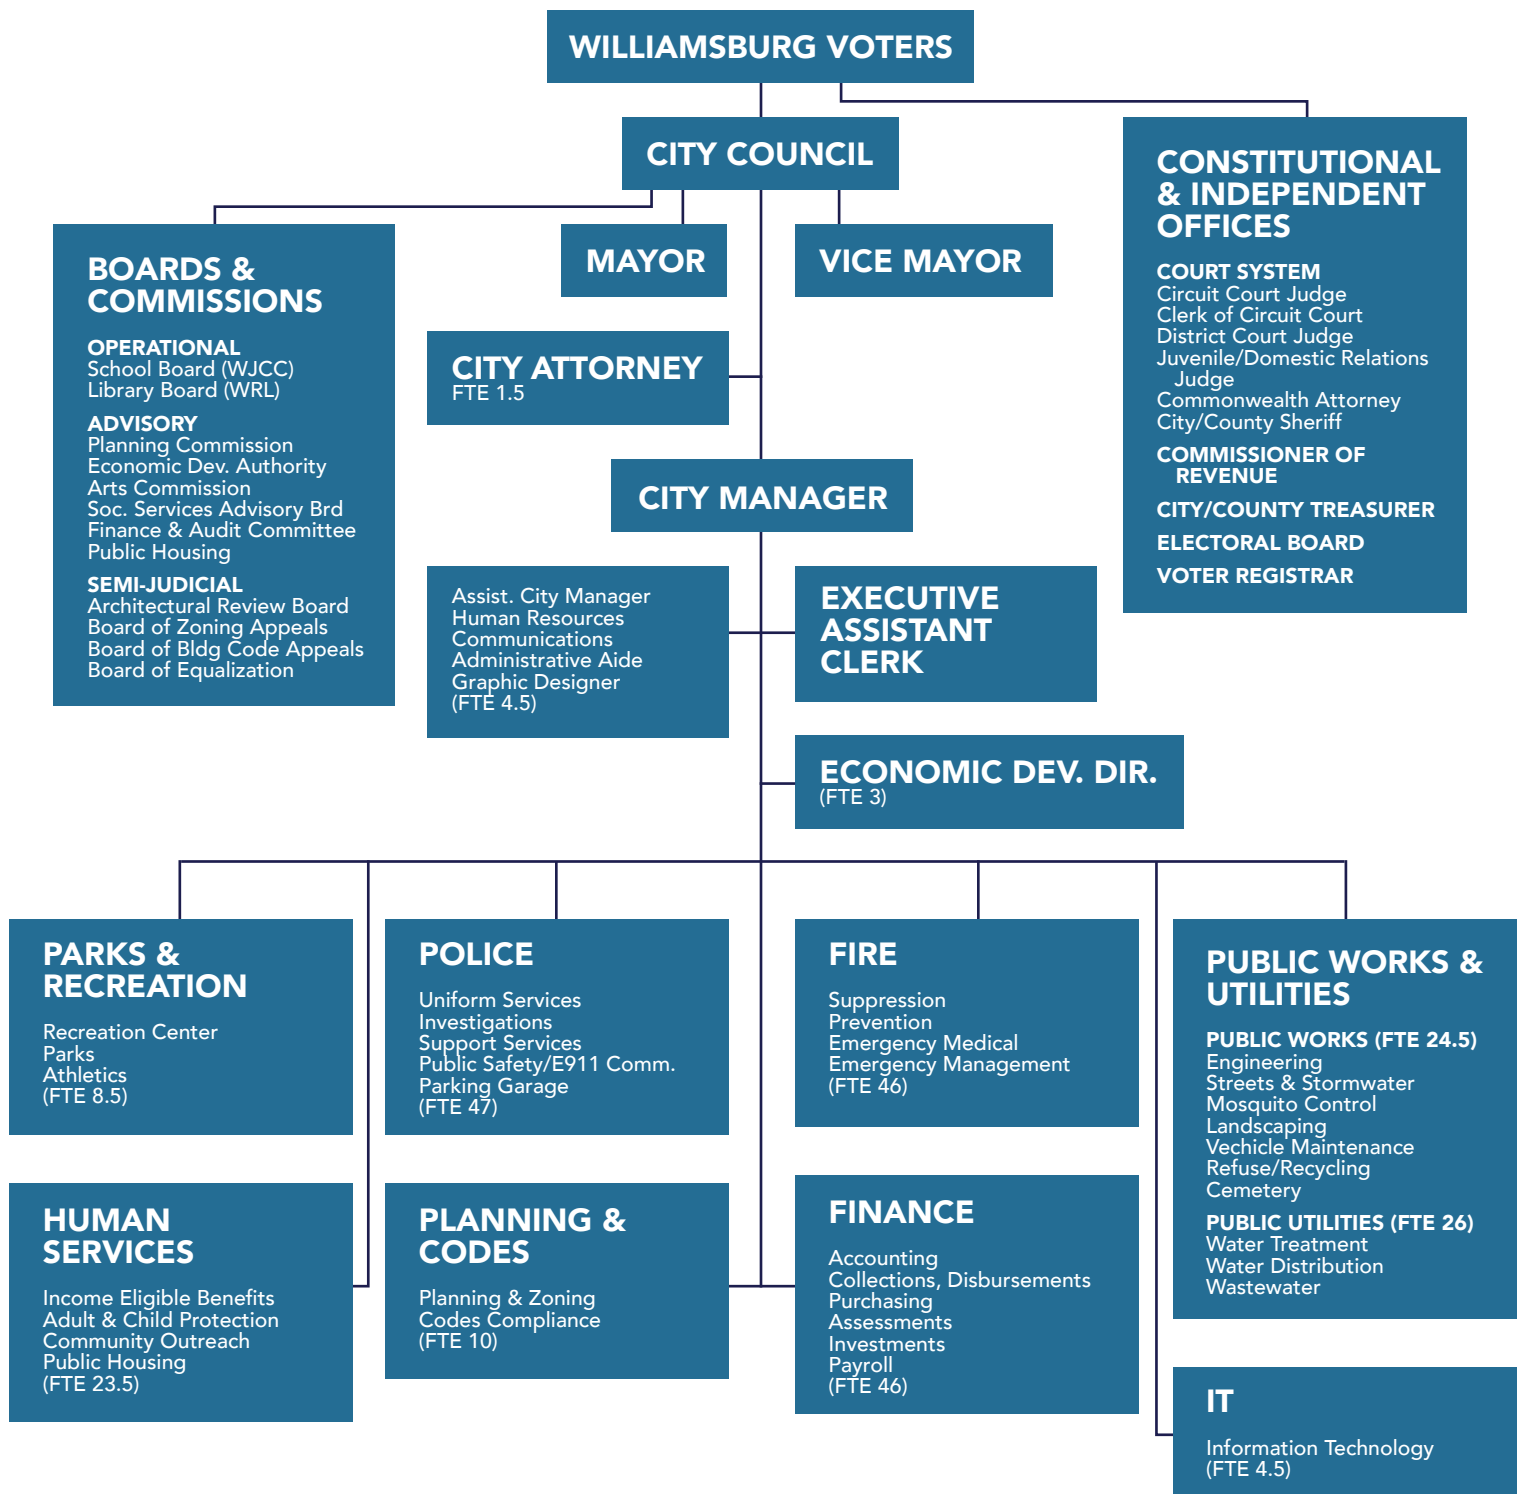 WILLIAMSBURG VOTERS
CITY COUNCIL
CONSTITUTIONAL
& INDEPENDENT
OFFICES
COURT SYSTEM
Circuit Court Judge
Clerk of Circuit Court
District Court Judge
Juvenile/Domestic Relations
Judge
Commonwealth Attorney
City/County Sheriff
COMMISSIONER OF
REVENUE
CITY/COUNTY TREASURER
ELECTORAL BOARD
VOTER REGISTRAR
BOARDS &
COMMISSIONS
OPERATIONAL
School Board (WJCC)
Library Board (WRL)
ADVISORY
Planning Commission
Economic Dev. Authority
Arts Commission
Soc. Services Advisory Brd
Finance & Audit Committee
Public Housing
SEMI-JUDICIAL
Architectural Review Board
Board of Zoning Appeals
Board of Bldg Code Appeals
Board of Equalization
MAYOR
VICE MAYOR
CITY ATTORNEY
FTE 1.5
CITY MANAGER
Assist. City Manager
Human Resources
Communications
Administrative Aide
Graphic Designer
(FTE 4.5)
EXECUTIVE
ASSISTANT
CLERK
ECONOMIC DEV. DIR.
(FTE 3)
PARKS &
RECREATION
Recreation Center
Parks
Athletics
(FTE 8.5)
POLICE
Uniform Services
Investigations
Support Services
Public Safety/E911 Comm.
Parking Garage
(FTE 47)
FIRE
Suppression
Prevention
Emergency Medical
Emergency Management
(FTE 46)
PUBLIC WORKS &
UTILITIES
PUBLIC WORKS (FTE 24.5)
Engineering
Streets & Stormwater
Mosquito Control
Landscaping
Vechicle Maintenance
Refuse/Recycling
Cemetery
PUBLIC UTILITIES (FTE 26)
Water Treatment
Water Distribution
Wastewater
HUMAN
SERVICES
Income Eligible Benefits
Adult & Child Protection
Community Outreach
Public Housing
(FTE 23.5)
PLANNING &
CODES
Planning & Zoning
Codes Compliance
(FTE 10)
FINANCE
Accounting
Collections, Disbursements
Purchasing
Assessments
Investments
Payroll
(FTE 46)
IT
Information Technology
(FTE 4.5)